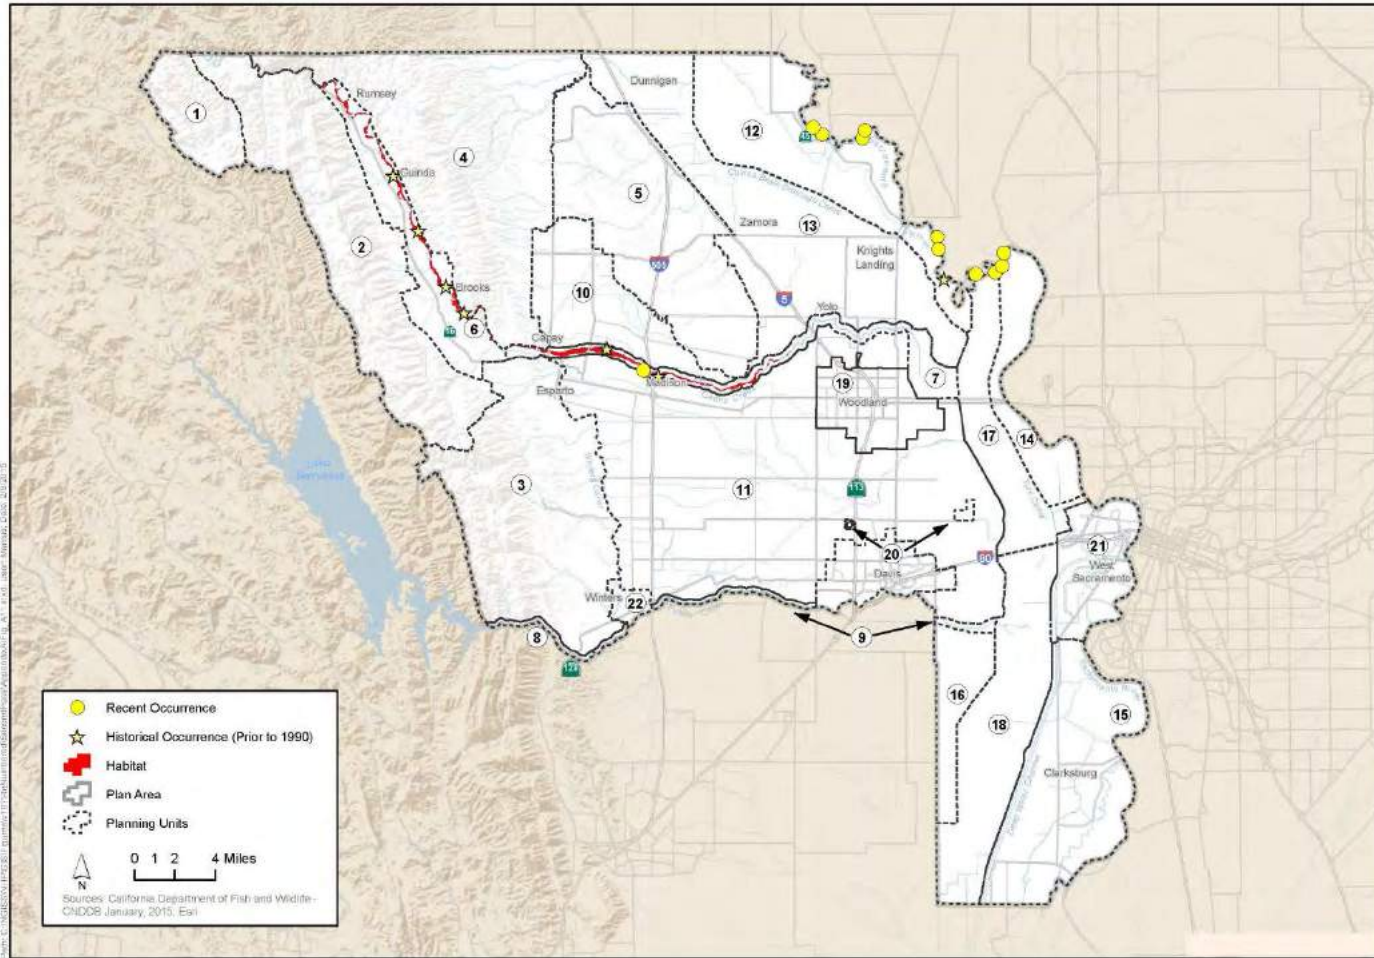 Dunnigan
Rumsey
1
12
45
4
Guinda
5
Zamora
13
2
Knights
Landing
505
Brooks
10
5
Yolo
6
16
Capay
Madison
7
Esparto
19
Woodland
17
14
3
11
113
20
80
21
Davis
West
Sacramento
Winters
22
8
9
128
16
18
15
Clarksburg
Recent Occurrence
Historical Occurrence (Prior to 1990)
Habitat
Plan Area
Planning Units
N
0 1 2 4 Miles
Sources: California Department of Fish and Wildlife -
CNDDB January, 2015; Esri